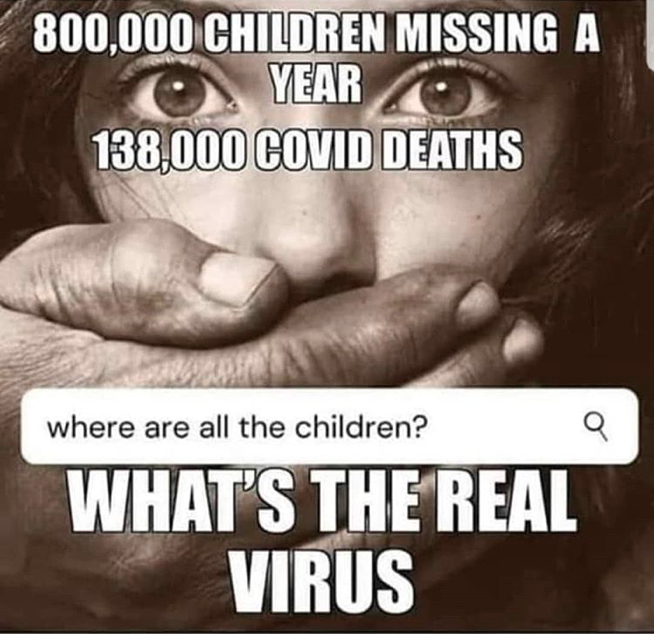 800,000 CHILDREN MISSING A
YEAR
138,000 COVID DEATHS
where are all the children?
WHAT'S THE REAL
VIRUS